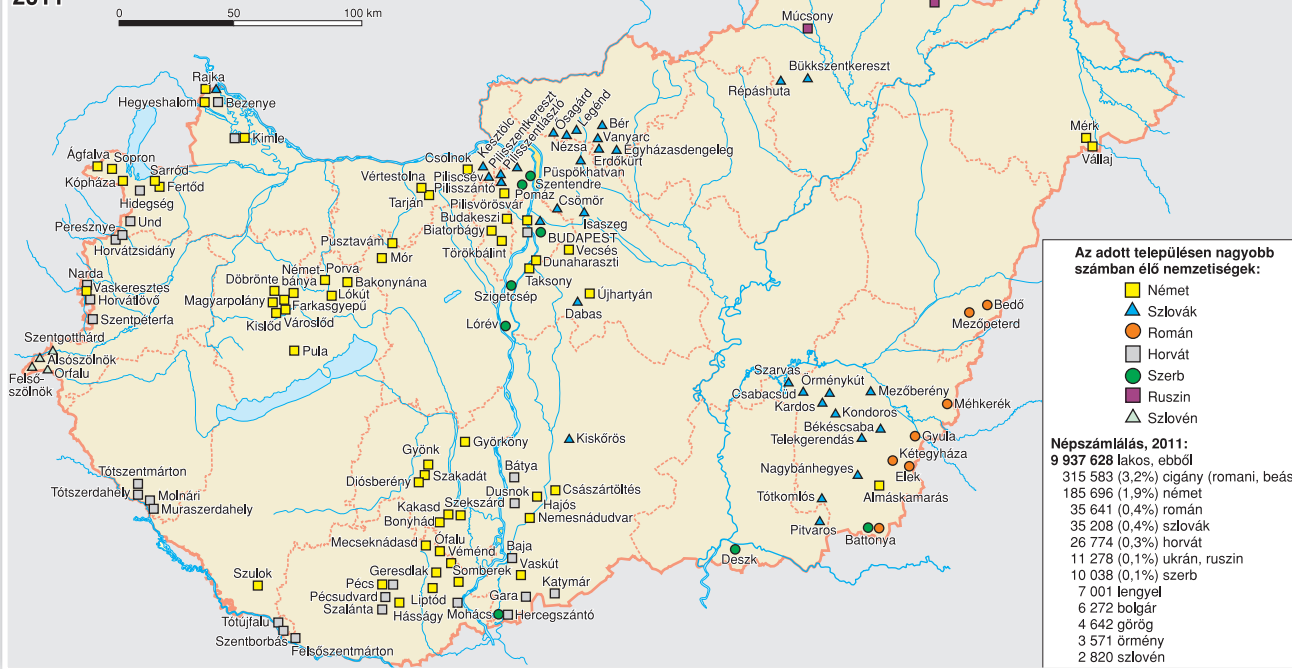 2011
0 50 100 km
Múcsony
Bükkszentkereszt
Répáshuta
Rajka
Hegyeshalom
Bezenye
Kimle
Ágfalva
Sopron
Sarród
Kópháza
Fertőd
Hidegség
Und
Peresznye
Horvátzsidány
Narda
Vaskeresztes
Horvátlövő
Szentpéterfa
Szentgotthárd
Alsószölnök
Orfalu
Felső-
szölnök
Mérk
Vállaj
Kesztölc
Pilisszentkereszt
Pilisszentlászló
Ősagárd
Legénd
Bér
Vanyarc
Nézsa
Egyházasdengeleg
Erdőkürt
Csolnok
Vértestolna
Piliscsév
Pilisszántó
Tarján
Püspökhatvan
Szentendre
Pomáz
Csömör
Pilisvörösvár
Budakeszi
Isaszeg
Biatorbágy
BUDAPEST
Törökbálint
Vecsés
Dunaharaszti
Taksony
Pusztavám
Mór
Szigetcsép
Újhartyán
Dabas
Lórév
Német-
bánya
Porva
Döbrönte
Bakonynána
Magyarpolány
Lókút
Farkasgyepű
Kislőd
Városlőd
Pula
Bedő
Mezőpeterd
Szarvas
Örménykút
Csabacsűd
Mezőberény
Kardos
Méhkerék
Kondoros
Békéscsaba
Telekgerendás
Gyula
Kétegyháza
Nagybánhegyes
Elek
Almáskamarás
Tótkomlós
Pitvaros
Battonya
Deszk
Kiskőrös
Györköny
Gyönk
Szakadát
Diósberény
Bátya
Dusnok
Császártöltés
Hajós
Nemesnádudvar
Szekszárd
Kakasd
Bonyhád
Mecseknádasd
Ófalu
Véménd
Baja
Vaskút
Geresdlak
Somberek
Katymár
Pécs
Pécsudvard
Szalánta
Liptód
Hásságy
Mohács
Gara
Hercegszántó
Tótszentmárton
Tótszerdahely
Molnári
Muraszerdahely
Szulok
Tótújfalu
Szentborbás
Felsőszentmárton
Az adott településen nagyobb
számban élő nemzetiségek:
Német
Szlovák
Román
Horvát
Szerb
Ruszin
Szlovén
Népszámlálás, 2011:
9 937 628 lakos, ebből
315 583 (3,2%) cigány (romani, beás
185 696 (1,9%) német
35 641 (0,4%) román
35 208 (0,4%) szlovák
26 774 (0,3%) horvát
11 278 (0,1%) ukrán, ruszin
10 038 (0,1%) szerb
7 001 lengyel
6 272 bolgár
4 642 görög
3 571 örmény
2 820 szlovén